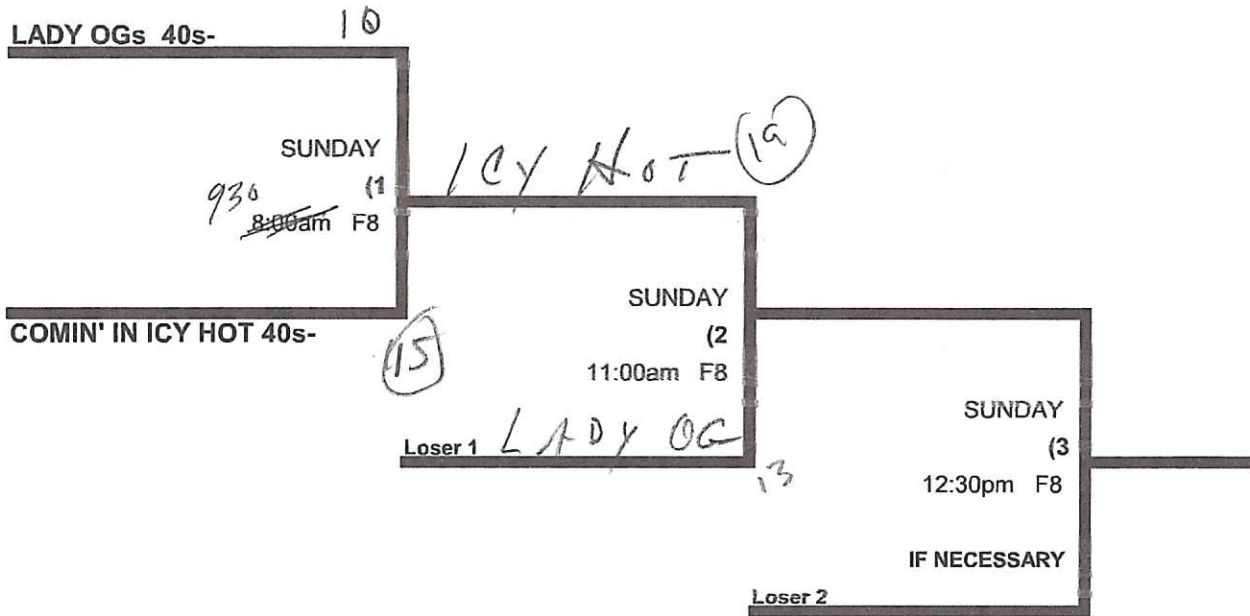 LADY OGs 40s- 10
SUNDAY
(1
930
8:00am F8
COMIN' IN ICY HOT 40s-
15
ICY HOT 19
SUNDAY
(2
11:00am F8
Loser 1 LADY OG
13
SUNDAY
(3
12:30pm F8
IF NECESSARY
Loser 2